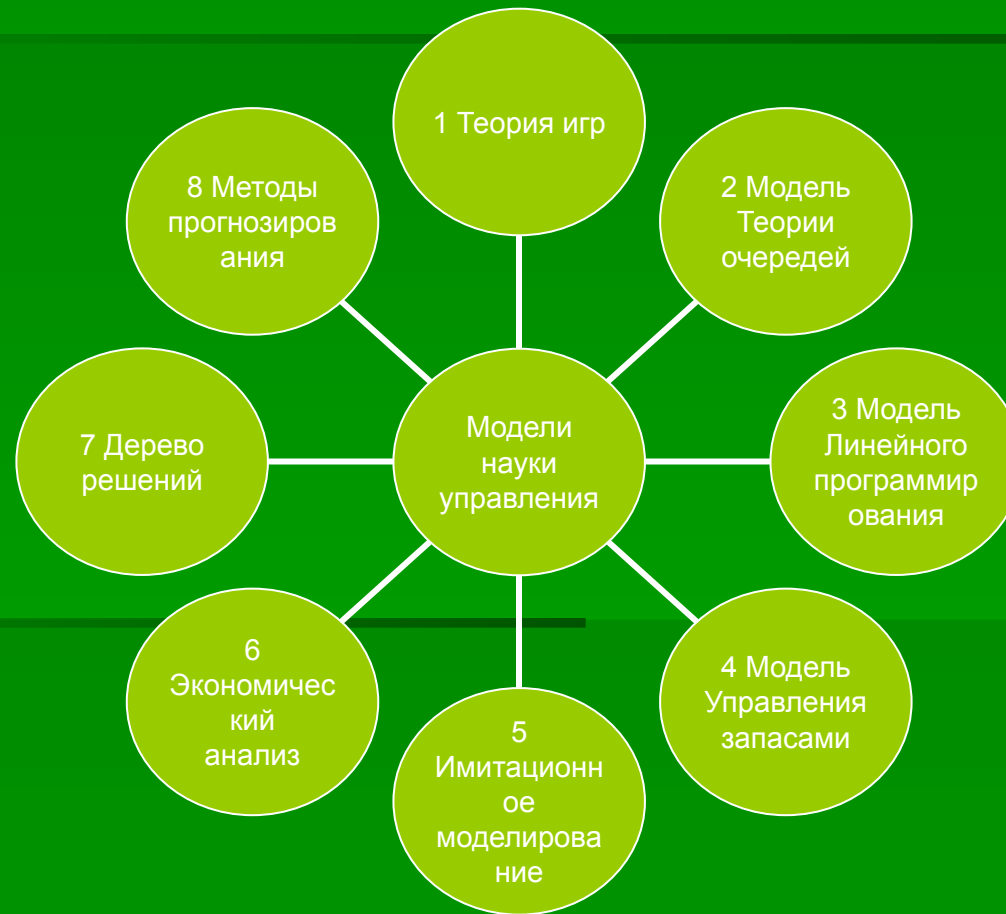 1 Теория игр
2 Модель
Теории
очередей
3 Модель
Линейного
программир
ования
4 Модель
Управления
запасами
5
Имитационн
ое
моделирова
ние
6
Экономичес
кий
анализ
7 Дерево
решений
8 Методы
прогнозиров
ания
Модели
науки
управления